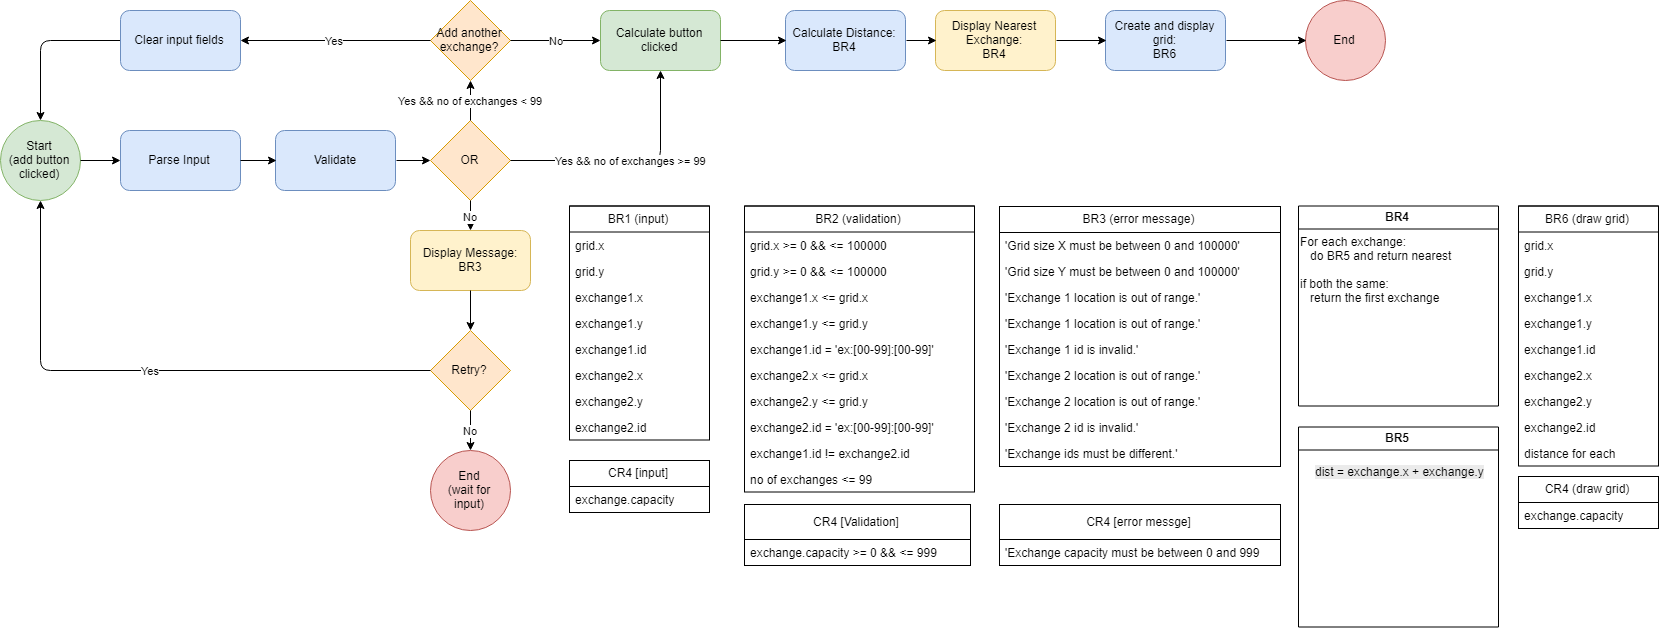 Clear input fields
Yes
Add another
exchange?
No
Calculate button
clicked
Calculate Distance:
BR4
Display Nearest
Exchange:
BR4
Create and display
grid:
BR6
End
Yes && no of exchanges < 99
Start
(add button
clicked)
Parse Input
Validate
OR
Yes && no of exchanges >= 99
No
Display Message:
BR3
Retry?
Yes
No
End
(wait for
input)
BR1 (input)
grid.x
grid.y
exchange1.x
exchange1.y
exchange1.id
exchange2.x
exchange2.y
exchange2.id
CR4 [input]
exchange.capacity
BR2 (validation)
grid.x >= 0 && <= 100000
grid.y >= 0 && <= 100000
exchange1.x <= grid.x
exchange1.y <= grid.y
exchange1.id = 'ex:[00-99]:[00-99]'
exchange2.x <= grid.x
exchange2.y <= grid.y
exchange2.id = 'ex:[00-99]:[00-99]'
exchange1.id != exchange2.id
no of exchanges <= 99
CR4 [Validation]
exchange.capacity >= 0 && <= 999
BR3 (error message)
'Grid size X must be between 0 and 100000'
'Grid size Y must be between 0 and 100000'
'Exchange 1 location is out of range.'
'Exchange 1 location is out of range.'
'Exchange 1 id is invalid.'
'Exchange 2 location is out of range.'
'Exchange 2 location is out of range.'
'Exchange 2 id is invalid.'
'Exchange ids must be different.'
CR4 [error messge]
'Exchange capacity must be between 0 and 999
BR4
For each exchange:
do BR5 and return nearest
if both the same:
return the first exchange
BR5
dist = exchange.x + exchange.y
BR6 (draw grid)
grid.x
grid.y
exchange1.x
exchange1.y
exchange1.id
exchange2.x
exchange2.y
exchange2.id
distance for each
CR4 (draw grid)
exchange.capacity